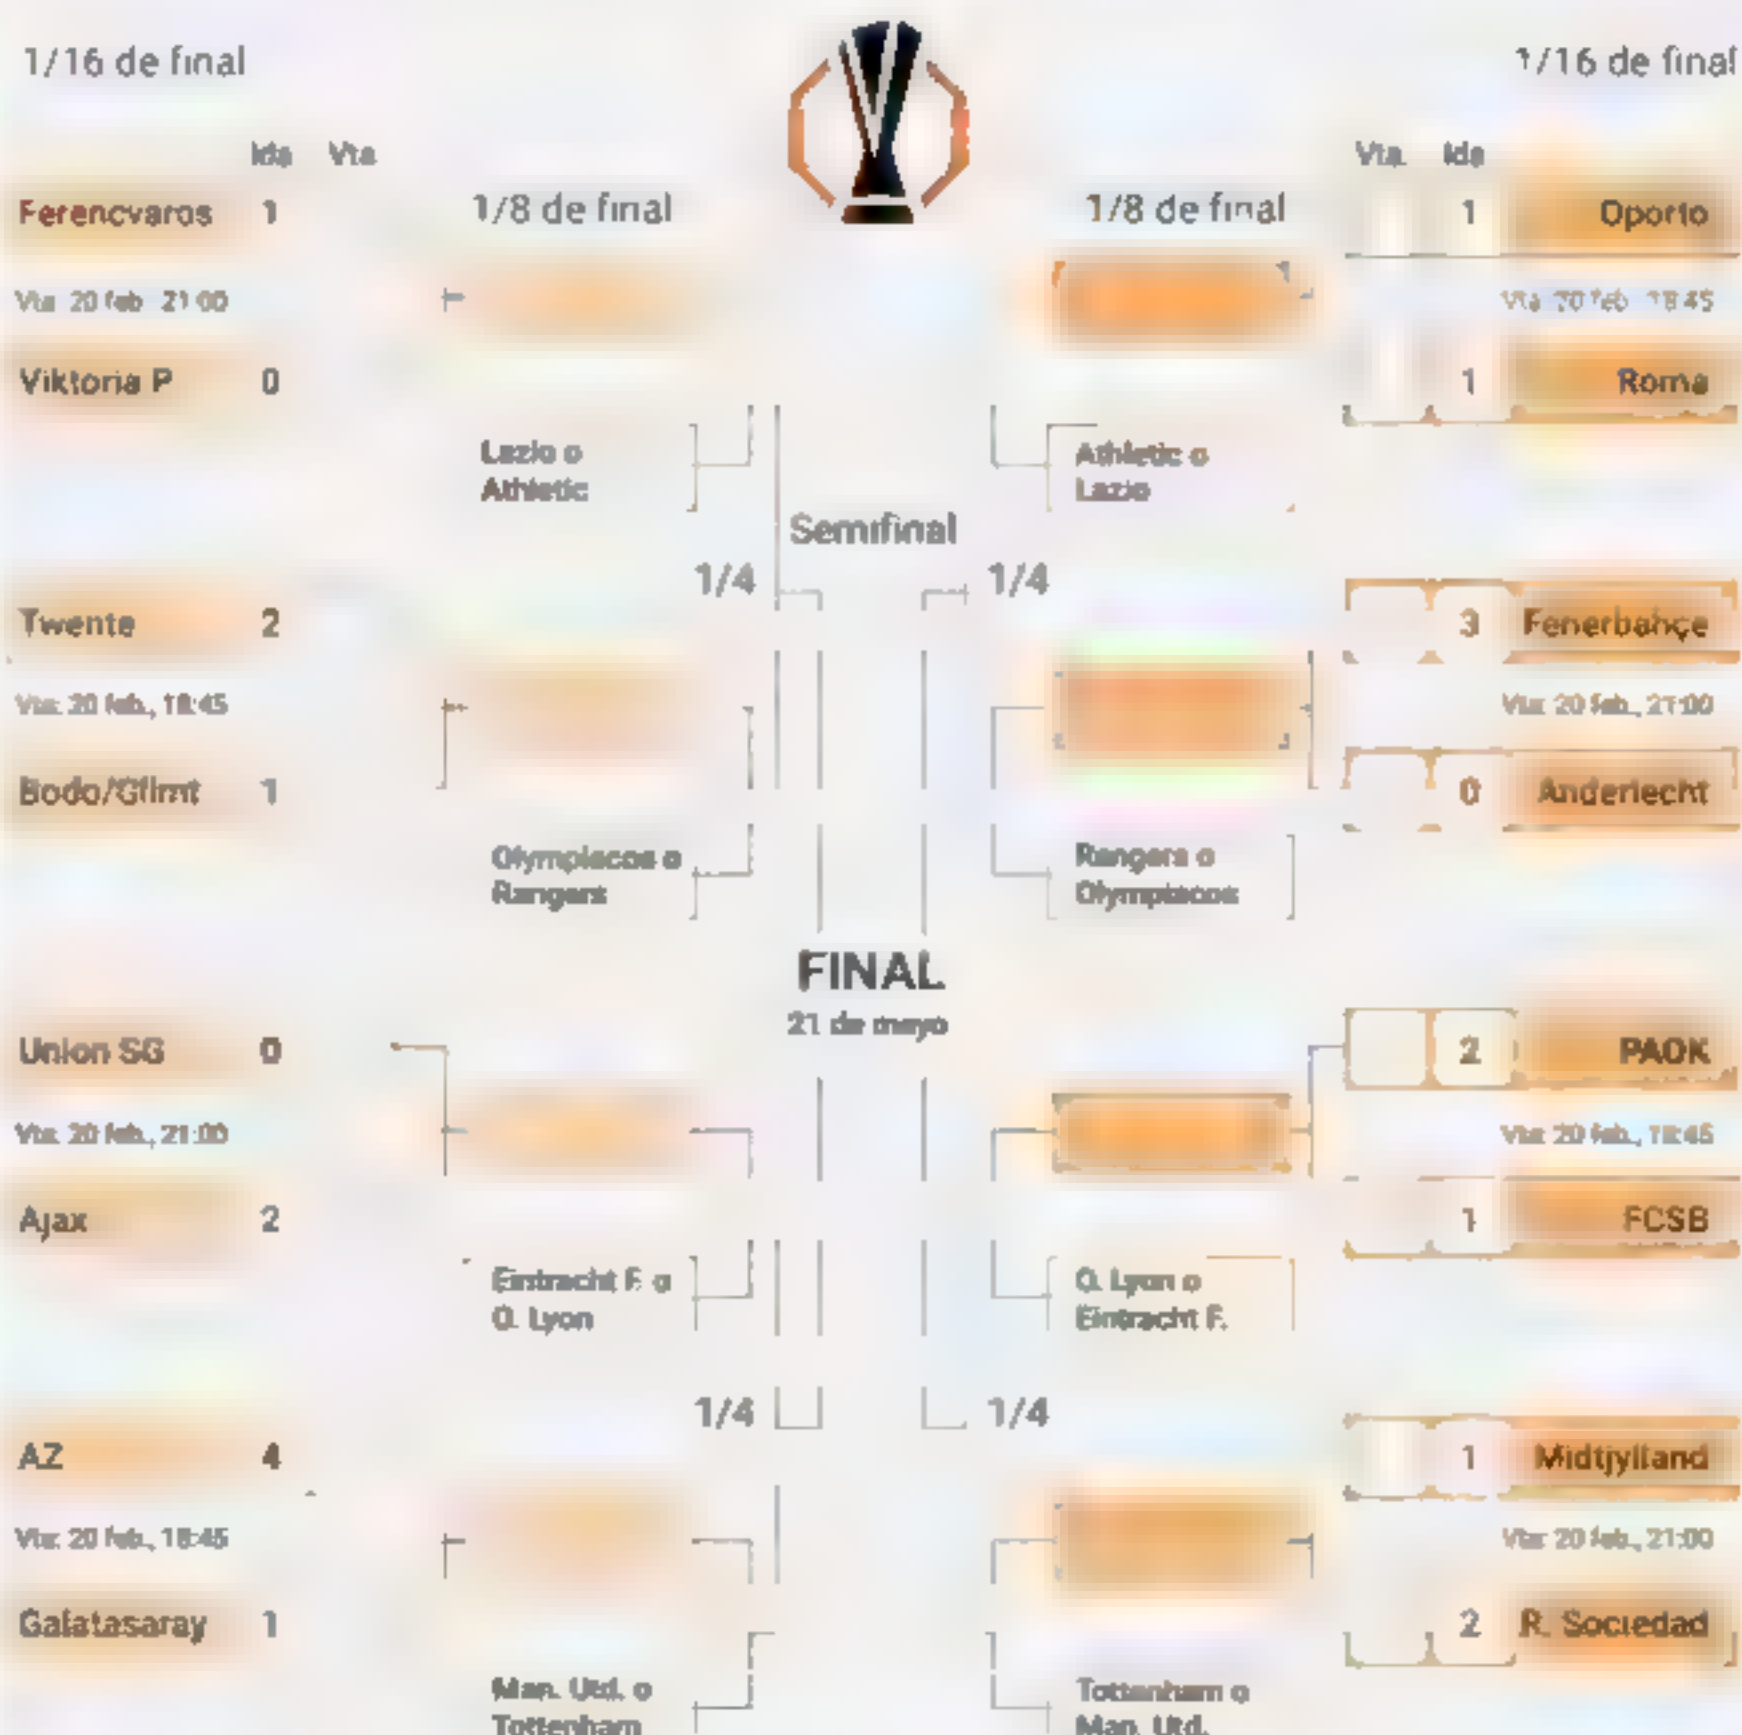 1/16 de final
1/16 de final
Ida Vta
Vta Ida
Ferencvaros 1
1/8 de final
1/8 de final
1 Oporto
Vta: 20 feb., 21:00
Vta: 20 feb., 18:45
Viktoria P 0
1 Roma
Lazio o
Athletic
Athletic o
Lazio
Semifinal
1/4
1/4
Twente 2
3 Fenerbahçe
Vta: 20 feb., 18:45
Vta: 20 feb., 21:00
Bodo/Glimt 1
0 Anderlecht
Olympiacos o
Rangers
Rangers o
Olympiacos
FINAL
21 de mayo
Union SG 0
2 PAOK
Vta: 20 feb., 21:00
Vta: 20 feb., 18:45
Ajax 2
1 FCSB
Eintracht F. o
O. Lyon
O. Lyon o
Eintracht F.
1/4
1/4
AZ 4
1 Midtjylland
Vta: 20 feb., 18:45
Vta: 20 feb., 21:00
Galatasaray 1
2 R. Sociedad
Man. Utd. o
Tottenham
Tottenham o
Man. Utd.